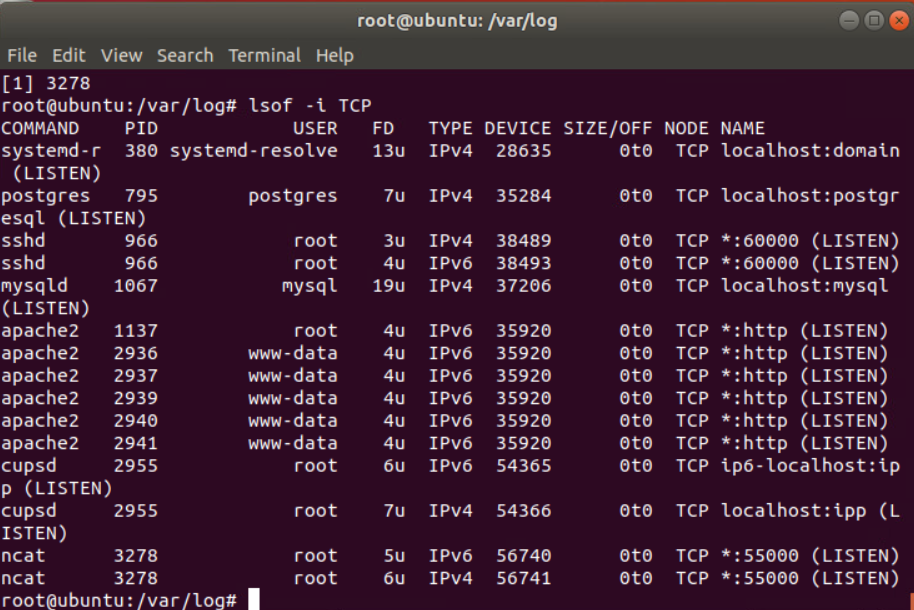 root@ubuntu: /var/log
File Edit View Search Terminal Help
[1] 3278
root@ubuntu:/var/log# lsof -i TCP
COMMAND    PID            USER   FD   TYPE DEVICE SIZE/OFF NODE NAME
systemd-r  380 systemd-resolve   13u  IPv4  28635      0t0  TCP localhost:domain
 (LISTEN)
postgres   795        postgres    7u  IPv4  35284      0t0  TCP localhost:postgr
esql (LISTEN)
sshd       966            root    3u  IPv4  38489      0t0  TCP *:60000 (LISTEN)
sshd       966            root    4u  IPv6  38493      0t0  TCP *:60000 (LISTEN)
mysqld    1067           mysql   19u  IPv4  37206      0t0  TCP localhost:mysql
(LISTEN)
apache2   1137            root    4u  IPv6  35920      0t0  TCP *:http (LISTEN)
apache2   2936        www-data    4u  IPv6  35920      0t0  TCP *:http (LISTEN)
apache2   2937        www-data    4u  IPv6  35920      0t0  TCP *:http (LISTEN)
apache2   2939        www-data    4u  IPv6  35920      0t0  TCP *:http (LISTEN)
apache2   2940        www-data    4u  IPv6  35920      0t0  TCP *:http (LISTEN)
apache2   2941        www-data    4u  IPv6  35920      0t0  TCP *:http (LISTEN)
cupsd     2955            root    6u  IPv6  54365      0t0  TCP ip6-localhost:ip
p (LISTEN)
cupsd     2955            root    7u  IPv4  54366      0t0  TCP localhost:ipp (L
ISTEN)
ncat      3278            root    5u  IPv6  56740      0t0  TCP *:55000 (LISTEN)
ncat      3278            root    6u  IPv4  56741      0t0  TCP *:55000 (LISTEN)
root@ubuntu:/var/log#